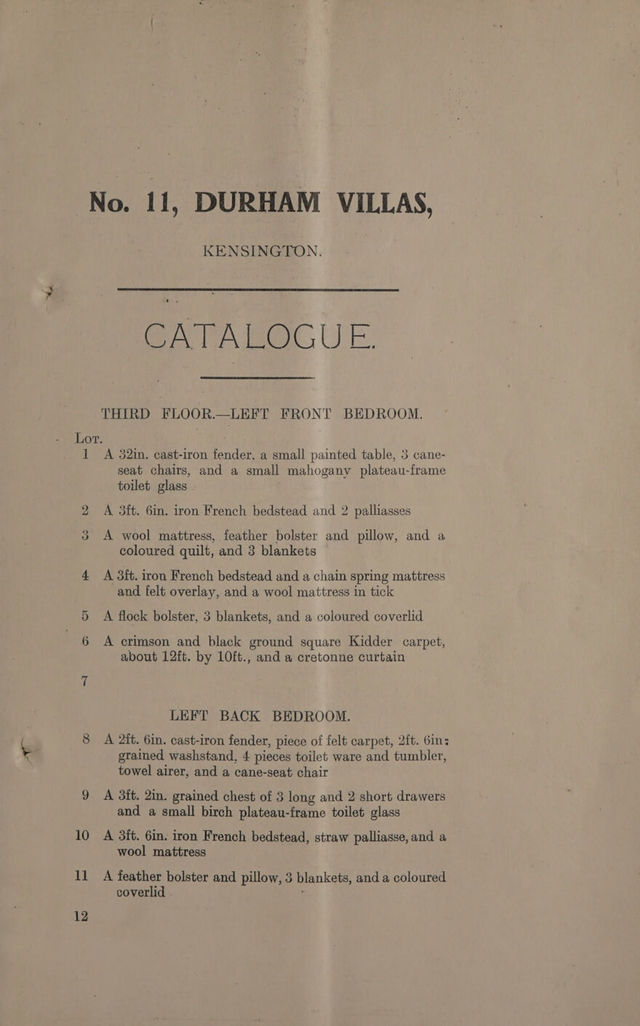 No. 11, DURHAM VILLAS,
KENSINGTON.
CATALOGUE.
THIRD FLOOR.—LEFT FRONT BEDROOM.
Lot.
1 A 32in. cast-iron fender, a small painted table, 3 cane-
seat chairs, and a small mahogany plateau-frame
toilet glass
2 A 3ft. 6in. iron French bedstead and 2 palliasses
3 A wool mattress, feather bolster and pillow, and a
coloured quilt, and 3 blankets
4 A 3ft. iron French bedstead and a chain spring mattress
and felt overlay, and a wool mattress in tick
5 A flock bolster, 3 blankets, and a coloured coverlid
6 A crimson and black ground square Kidder carpet,
about 12ft. by 10ft., and a cretonne curtain
7
LEFT BACK BEDROOM.
8 A 2ft. 6in. cast-iron fender, piece of felt carpet, 2ft. 6in.
grained washstand, 4 pieces toilet ware and tumbler,
towel airer, and a cane-seat chair
9 A 3ft. 2in. grained chest of 3 long and 2 short drawers
and a small birch plateau-frame toilet glass
10 A 3ft. 6in. iron French bedstead, straw palliasse, and a
wool mattress
11 A feather bolster and pillow, 3 blankets, and a coloured
coverlid
12